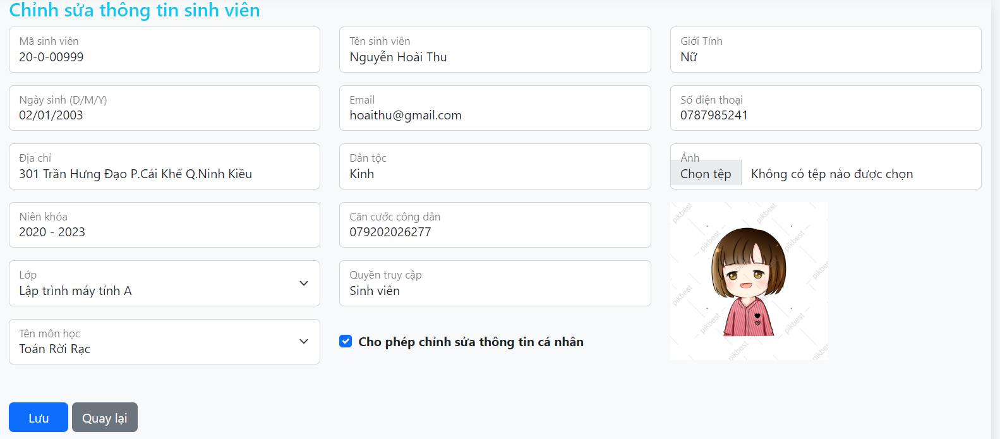 Chỉnh sửa thông tin sinh viên
Mã sinh viên
20-0-00999
Tên sinh viên
Nguyễn Hoài Thu
Giới Tính
Nữ
Ngày sinh (D/M/Y)
02/01/2003
Email
hoaithu@gmail.com
Số điện thoại
0787985241
Địa chỉ
301 Trần Hưng Đạo P.Cái Khế Q.Ninh Kiều
Dân tộc
Kinh
Ảnh
Chọn tệp Không có tệp nào được chọn
Niên khóa
2020 - 2023
Căn cước công dân
079202026277
pikbest
pikbest
pikbest
pikbest
pikbest
pikbest
pikbest
pikbest
pikbest
pikbest
Lớp
Lập trình máy tính A
Quyền truy cập
Sinh viên
Tên môn học
Toán Rời Rạc
Cho phép chỉnh sửa thông tin cá nhân
Lưu
Quay lại